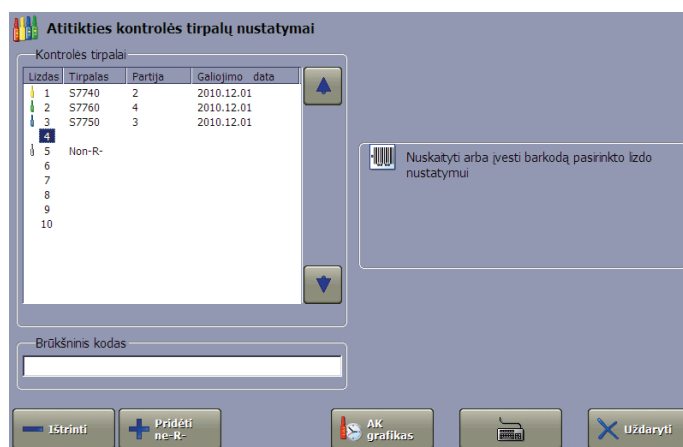 Atitikties kontrolės tirpalų nustatymai
Kontrolės tirpalai
Lizdas Tirpalas Partija Galiojimo data
1 S7740 2 2010.12.01
2 S7760 4 2010.12.01
3 S7750 3 2010.12.01
4
5 Non-R-
6
7
8
9
10
Nuskaityti arba įvesti barkodą pasirinkto lizdo
nustatymui
Brūkšninis kodas
Ištrinti
Pridėti
ne-R-
AK
grafikas
Uždaryti